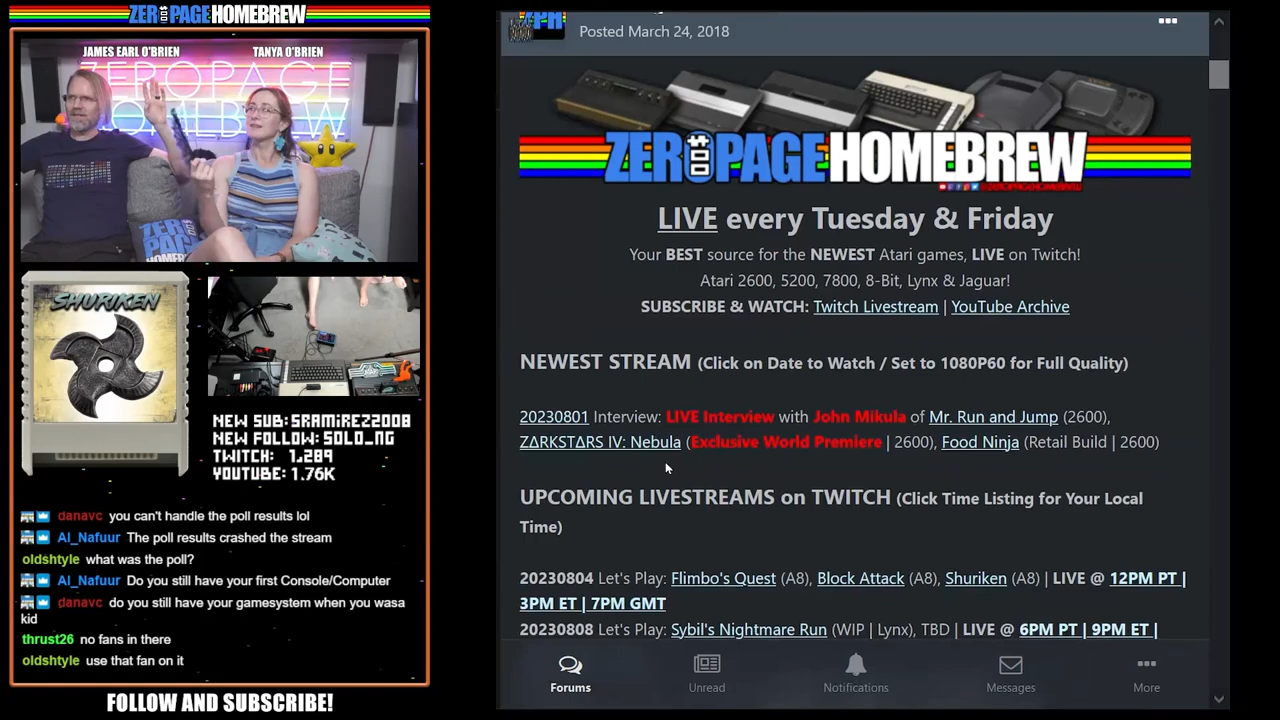 ZEROPAGE HOMEBREW
JAMES EARL O'BRIEN
TANYA O'BRIEN
ZEROPAGE
HOMEBREW
ZERO
PAGE
SHURIKEN
NEW SUB: SRAMIREZ2008
NEW FOLLOW: SOLO_NG
TWITCH: 1,289
YOUTUBE: 1.76K
danavc you can't handle the poll results lol
Al_Nafuur The poll results crashed the stream
oldshtyle what was the poll?
Al_Nafuur Do you still have your first Console/Computer
danavc do you still have your gamesystem when you wasa
kid
thrust26 no fans in there
oldshtyle use that fan on it
FOLLOW AND SUBSCRIBE!
ZPH
Posted March 24, 2018
ZEROPAGEHOMEBREW
LIVE every Tuesday & Friday
Your BEST source for the NEWEST Atari games, LIVE on Twitch!
Atari 2600, 5200, 7800, 8-Bit, Lynx & Jaguar!
SUBSCRIBE & WATCH: Twitch Livestream | YouTube Archive
NEWEST STREAM (Click on Date to Watch / Set to 1080P60 for Full Quality)
20230801 Interview: LIVE Interview with John Mikula of Mr. Run and Jump (2600),
ZΔRKSTΔRS IV: Nebula (Exclusive World Premiere | 2600), Food Ninja (Retail Build | 2600)
UPCOMING LIVESTREAMS on TWITCH (Click Time Listing for Your Local
Time)
20230804 Let's Play: Flimbo's Quest (A8), Block Attack (A8), Shuriken (A8) | LIVE @ 12PM PT |
3PM ET | 7PM GMT
20230808 Let's Play: Sybil's Nightmare Run (WIP | Lynx), TBD | LIVE @ 6PM PT | 9PM ET |
Forums
Unread
Notifications
Messages
More